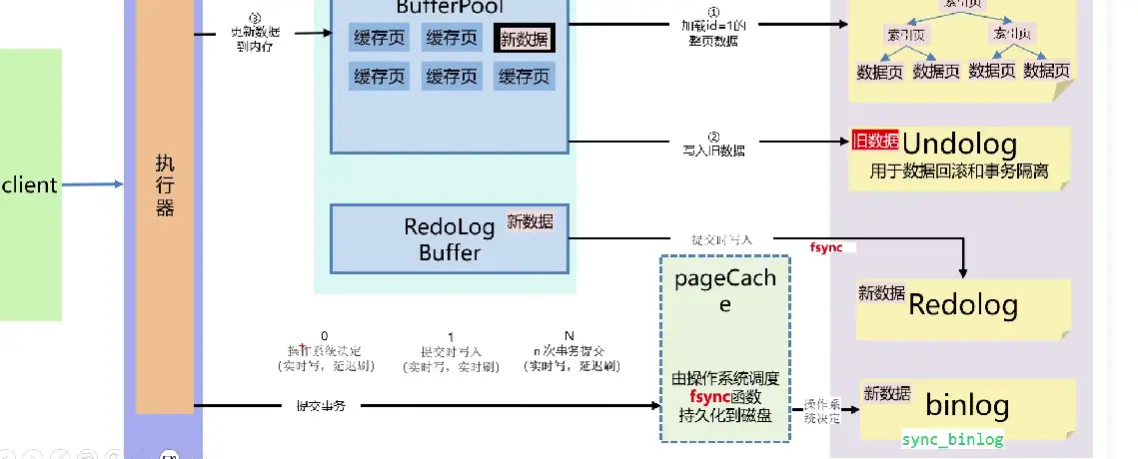 BufferPool
③
更新数据
到内存
缓存页
缓存页
新数据
缓存页
缓存页
缓存页
①
加载id=1的
整页数据
索引页
索引页
索引页
数据页
数据页
数据页
数据页
②
写入旧数据
旧数据
Undolog
用于数据回滚和事务隔离
client
执
行
器
RedoLog
Buffer
新数据
提交时写入
fsync
pageCach
e
新数据
Redolog
0
操作系统决定
(实时写，延迟刷)
1
提交时写入
(实时写，实时刷)
N
n次事务提交
(实时写，延迟刷)
由操作系统调度
fsync函数
持久化到磁盘
提交事务
操作系
统决定
新数据
binlog
sync_binlog